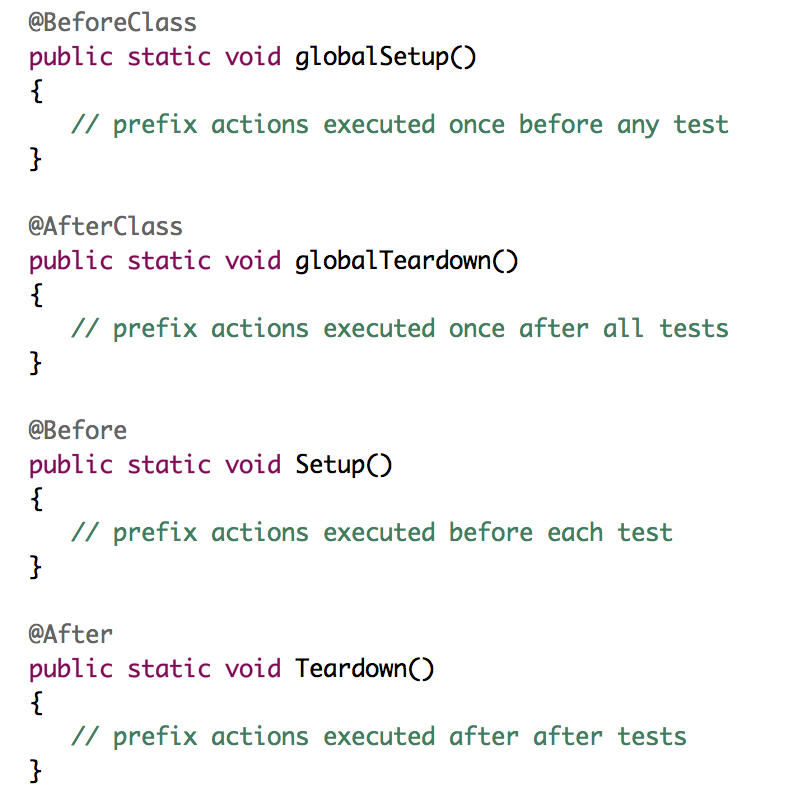 @BeforeClass
public static void globalSetup()
{
// prefix actions executed once before any test
}
@AfterClass
public static void globalTeardown()
{
// prefix actions executed once after all tests
}
@Before
public static void Setup()
{
// prefix actions executed before each test
}
@After
public static void Teardown()
{
// prefix actions executed after after tests
}